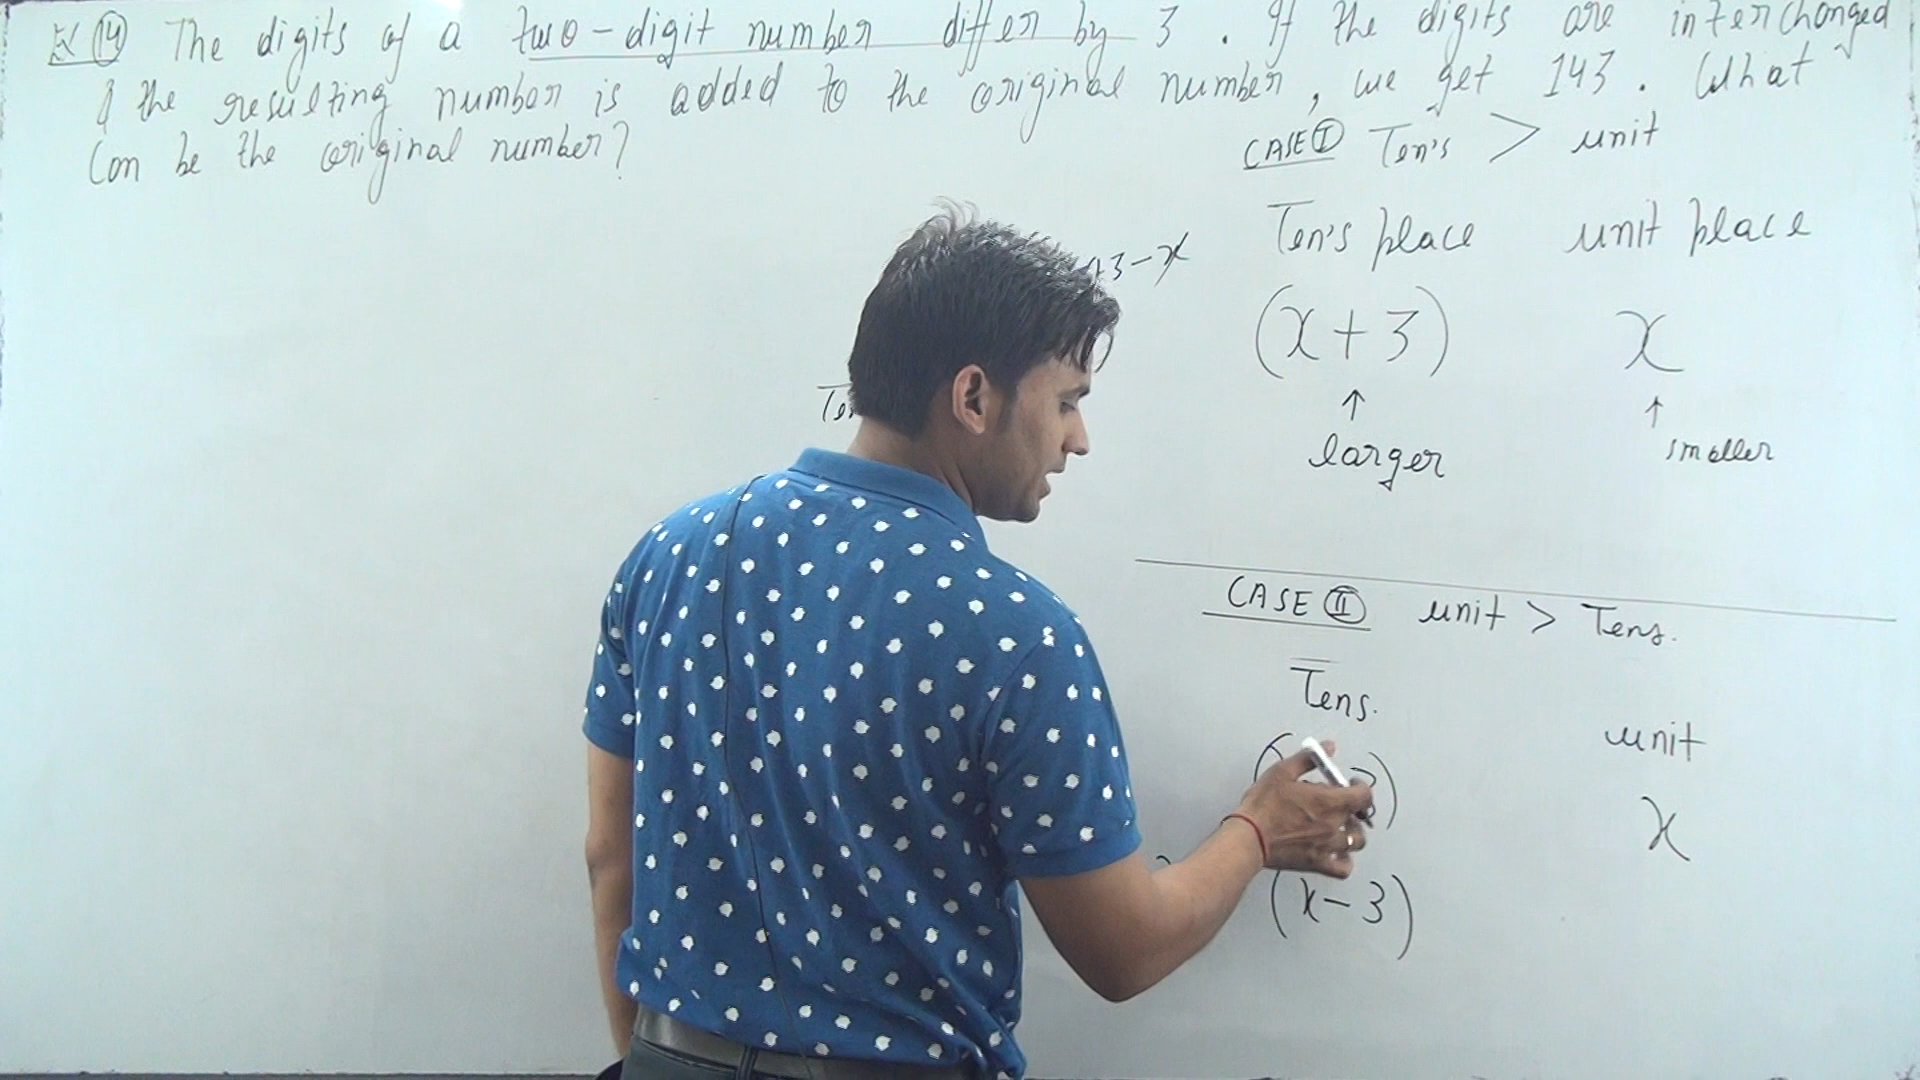 Ex 14 The digits of a two-digit number differ by 3. If the digits are interchanged
& the resulting number is added to the original number, we get 143. What
can be the original number?
CASE I Ten's > unit
Ten's place unit place
+3-x
(x+3) x
↑ ↑
larger smaller
CASE II unit > Tens.
Tens.
unit
x
(x-3)